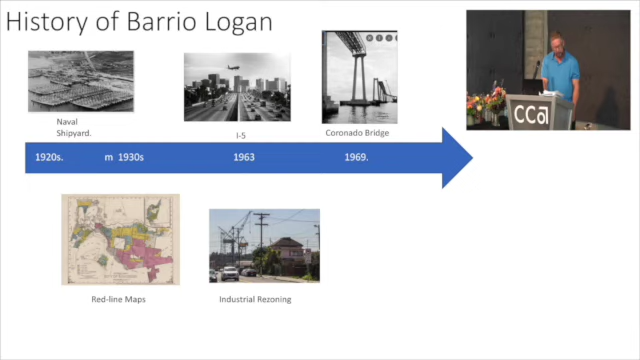 History of Barrio Logan
Naval
Shipyard.
I-5
Coronado Bridge
1920s.
m 1930s
1963
1969.
Red-line Maps
Industrial Rezoning
CCA